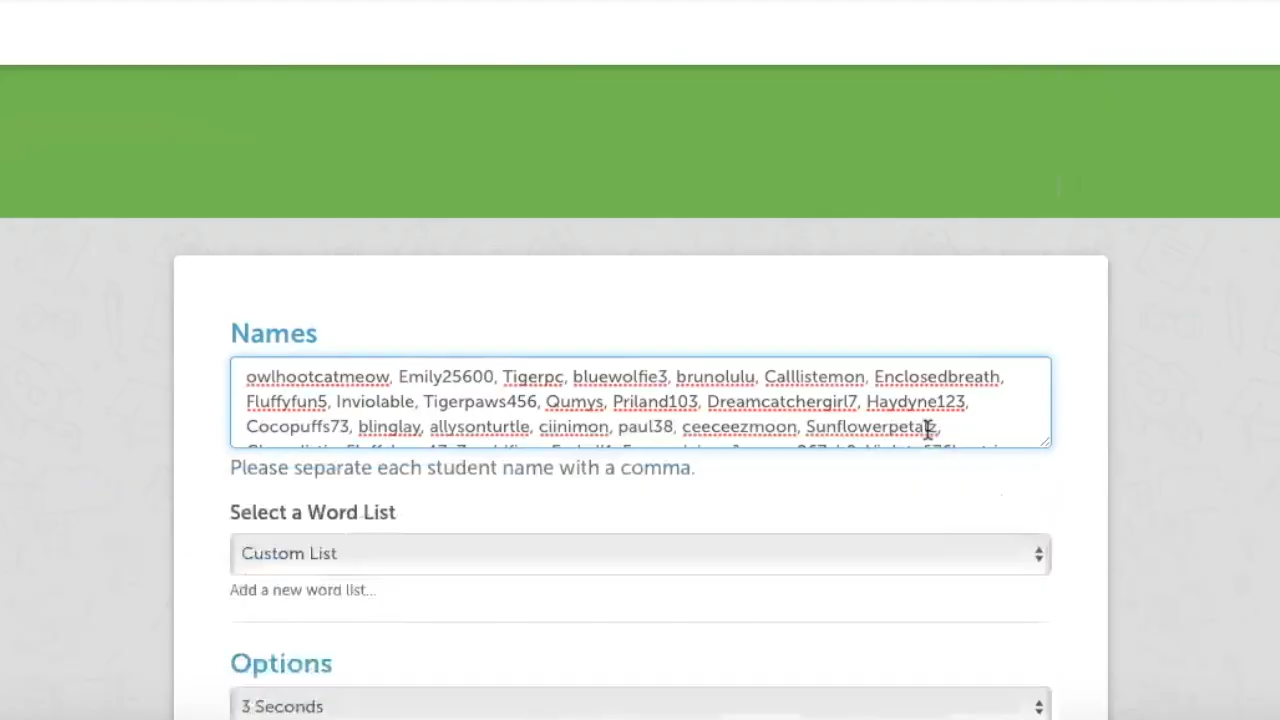 Names
owlhootcatmeow, Emily25600, Tigerpc, bluewolfie3, brunolulu, Calllistemon, Enclosedbreath,
Fluffyfun5, Inviolable, Tigerpaws456, Qumys, Priland103, Dreamcatchergirl7, Haydyne123,
Cocopuffs73, blinglay, allysonturtle, ciinimon, paul38, ceeceezmoon,
Please separate each student name with a comma.
Select a Word List
Custom List
Add a new word list...
Options
3 Seconds